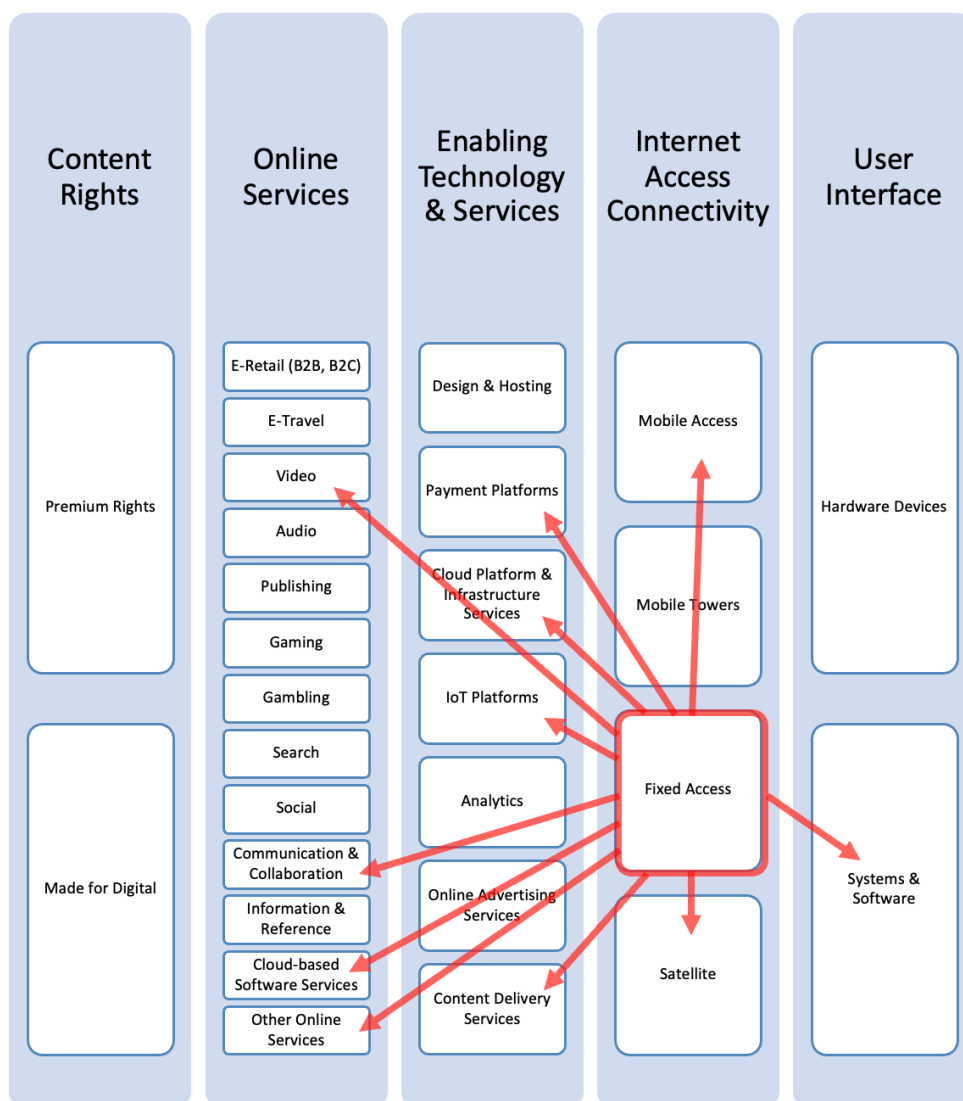 Content
Rights
Premium Rights
Made for Digital
Online
Services
E-Retail (B2B, B2C)
E-Travel
Video
Audio
Publishing
Gaming
Gambling
Search
Social
Communication &
Collaboration
Information &
Reference
Cloud-based
Software Services
Other Online
Services
Enabling
Technology
& Services
Design & Hosting
Payment Platforms
Cloud Platform &
Infrastructure
Services
IoT Platforms
Analytics
Online Advertising
Services
Content Delivery
Services
Internet
Access
Connectivity
Mobile Access
Mobile Towers
Fixed Access
Satellite
User
Interface
Hardware Devices
Systems &
Software